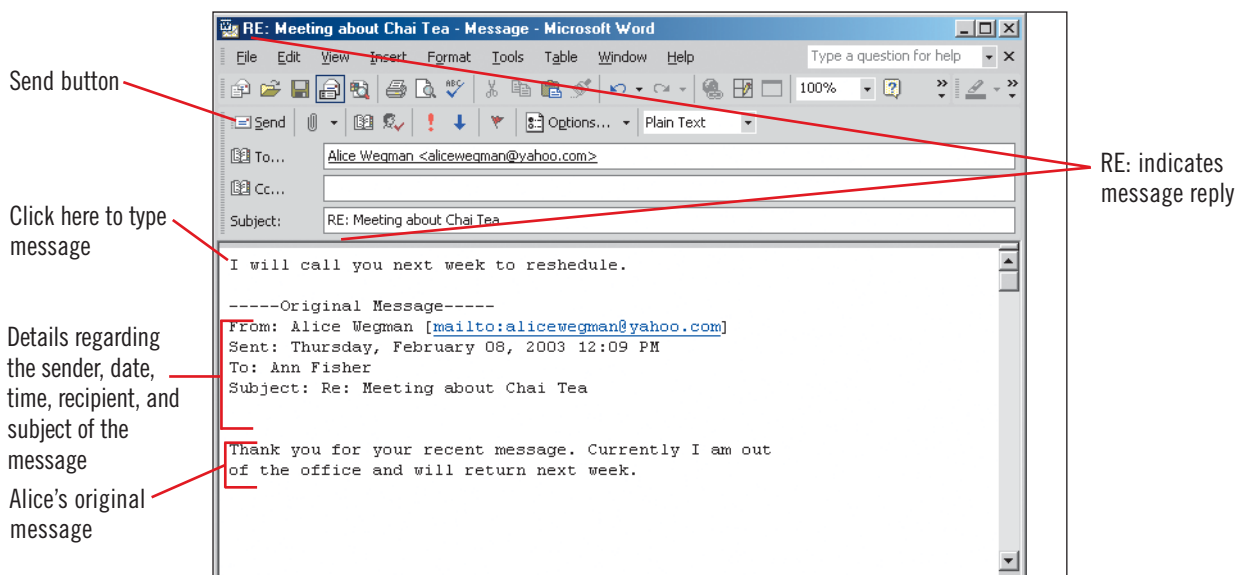 RE: Meeting about Chai Tea - Message - Microsoft Word
File Edit View Insert Format Tools Table Window Help Type a question for help
ABC 100%
Send Options... Plain Text
To... Alice Wegman <alicewegman@yahoo.com>
Cc...
Subject: RE: Meeting about Chai Tea
I will call you next week to reshedule.
-----Original Message-----
From: Alice Wegman [mailto:alicewegman@yahoo.com]
Sent: Thursday, February 08, 2003 12:09 PM
To: Ann Fisher
Subject: Re: Meeting about Chai Tea
Thank you for your recent message. Currently I am out
of the office and will return next week.
Send button
Click here to type
message
Details regarding
the sender, date,
time, recipient, and
subject of the
message
Alice's original
message
RE: indicates
message reply